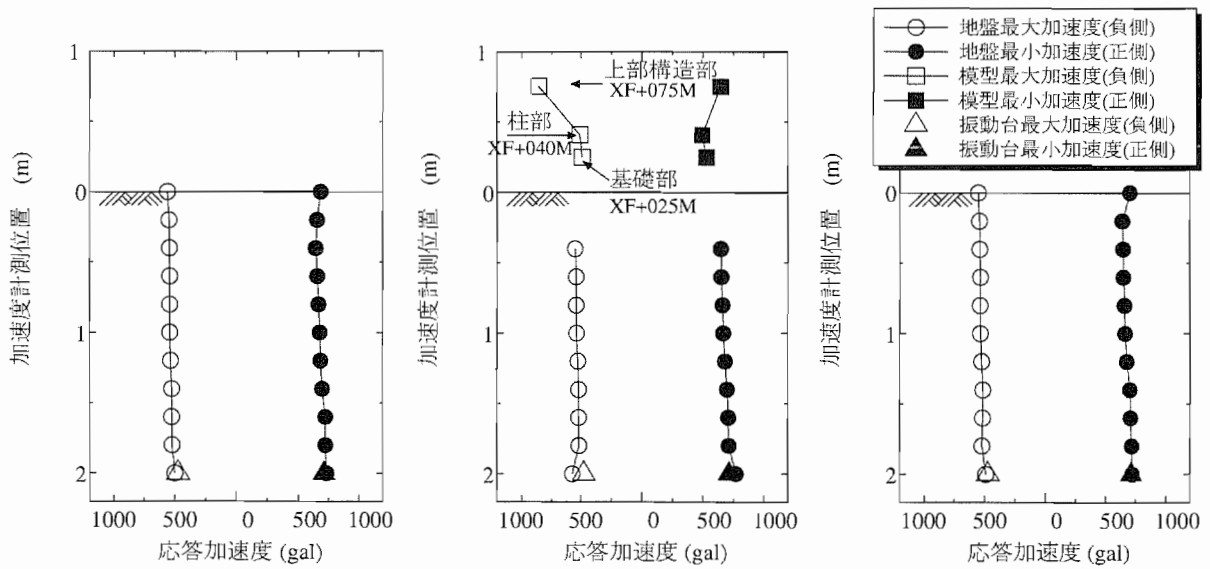 地盤最大加速度(負側)
地盤最小加速度(正側)
模型最大加速度(負側)
模型最小加速度(正側)
振動台最大加速度(負側)
振動台最小加速度(正側)
1
0
1
2
加速度計測位置 (m)
1000 500 0 500 1000
応答加速度 (gal)
1
0
1
2
加速度計測位置 (m)
上部構造部
XF+075M
柱部
XF+040M
基礎部
XF+025M
1000 500 0 500 1000
応答加速度 (gal)
0
1
2
加速度計測位置 (m)
1000 500 0 500 1000
応答加速度 (gal)